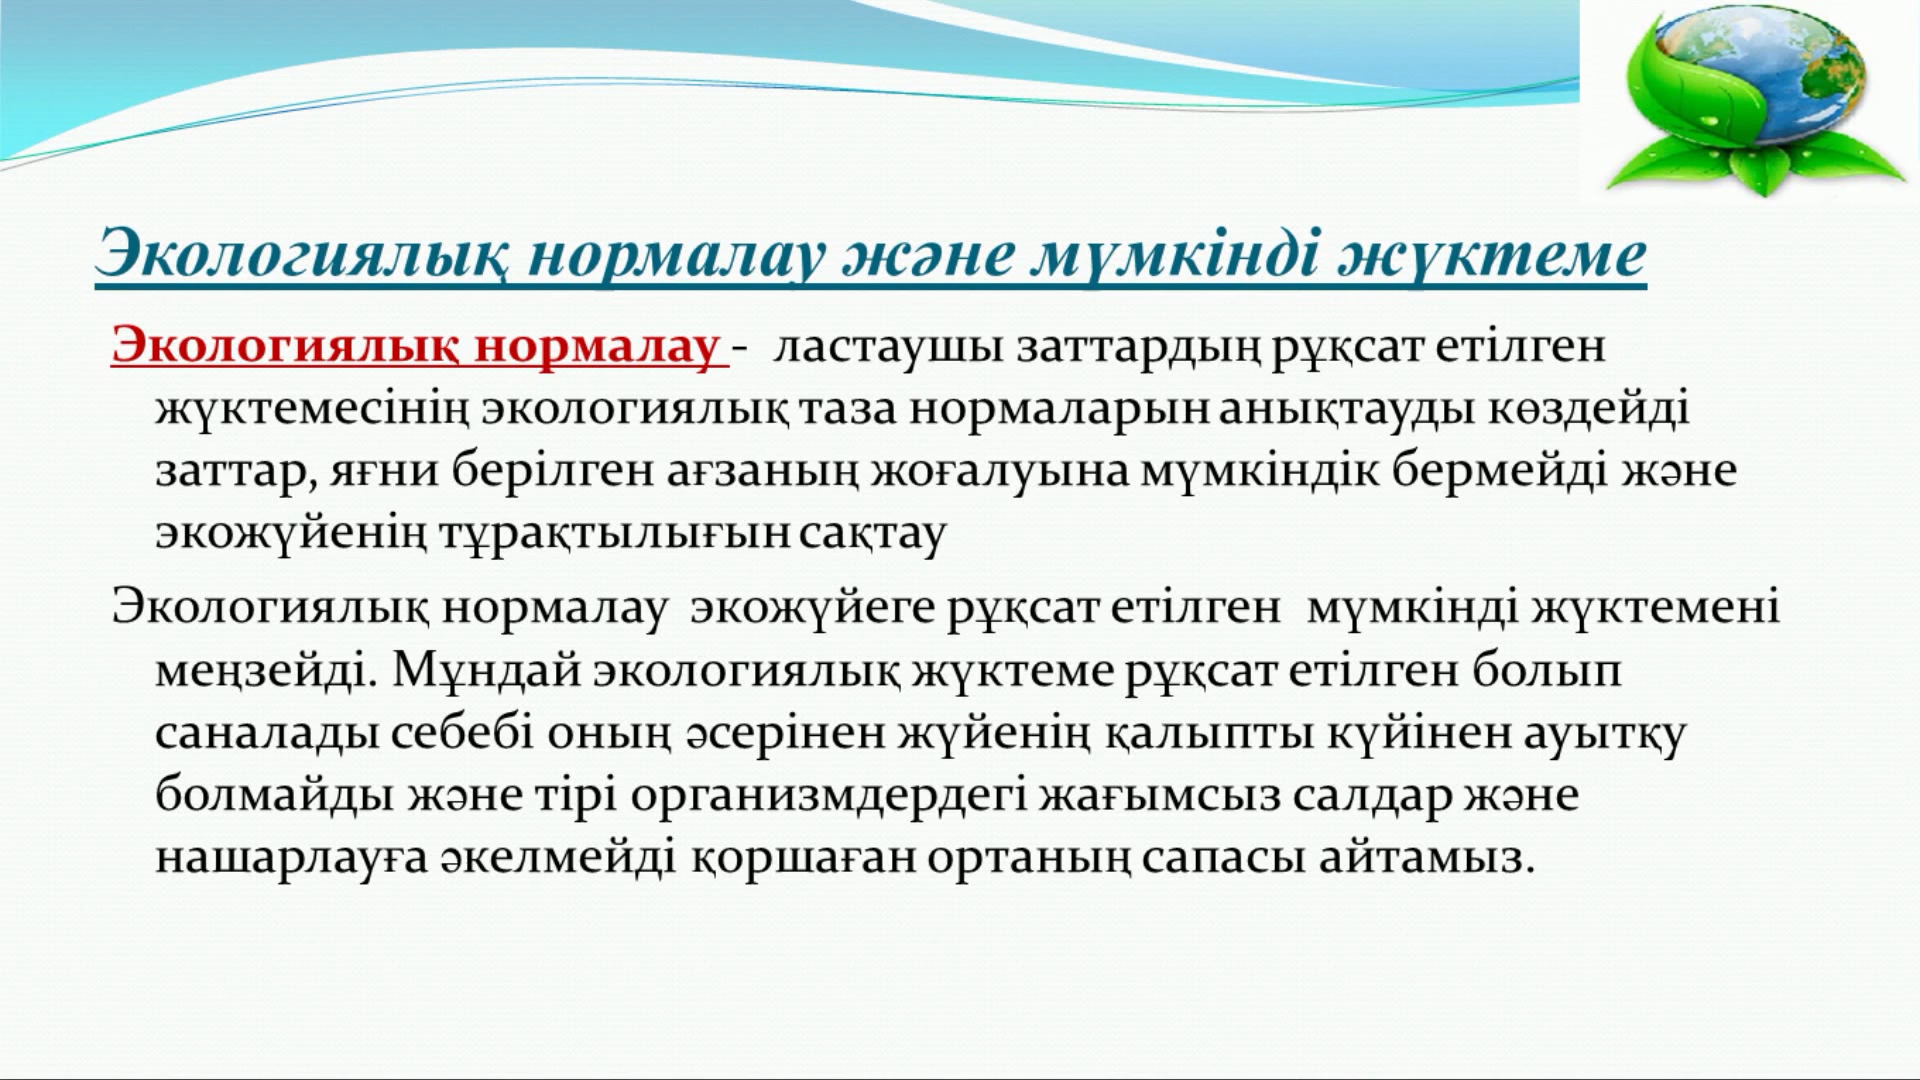 Экологиялық нормалау және мүмкінді жүктеме
Экологиялық нормалау - ластаушы заттардың рұқсат етілген
жүктемесінің экологиялық таза нормаларын анықтауды көздейді
заттар, яғни берілген ағзаның жоғалуына мүмкіндік бермейді және
экожүйенің тұрақтылығын сақтау
Экологиялық нормалау экожүйеге рұқсат етілген мүмкінді жүктемені
меңзейді. Мұндай экологиялық жүктеме рұқсат етілген болып
саналады себебі оның әсерінен жүйенің қалыпты күйінен ауытқу
болмайды және тірі организмдердегі жағымсыз салдар және
нашарлауға әкелмейді қоршаған ортаның сапасы айтамыз.